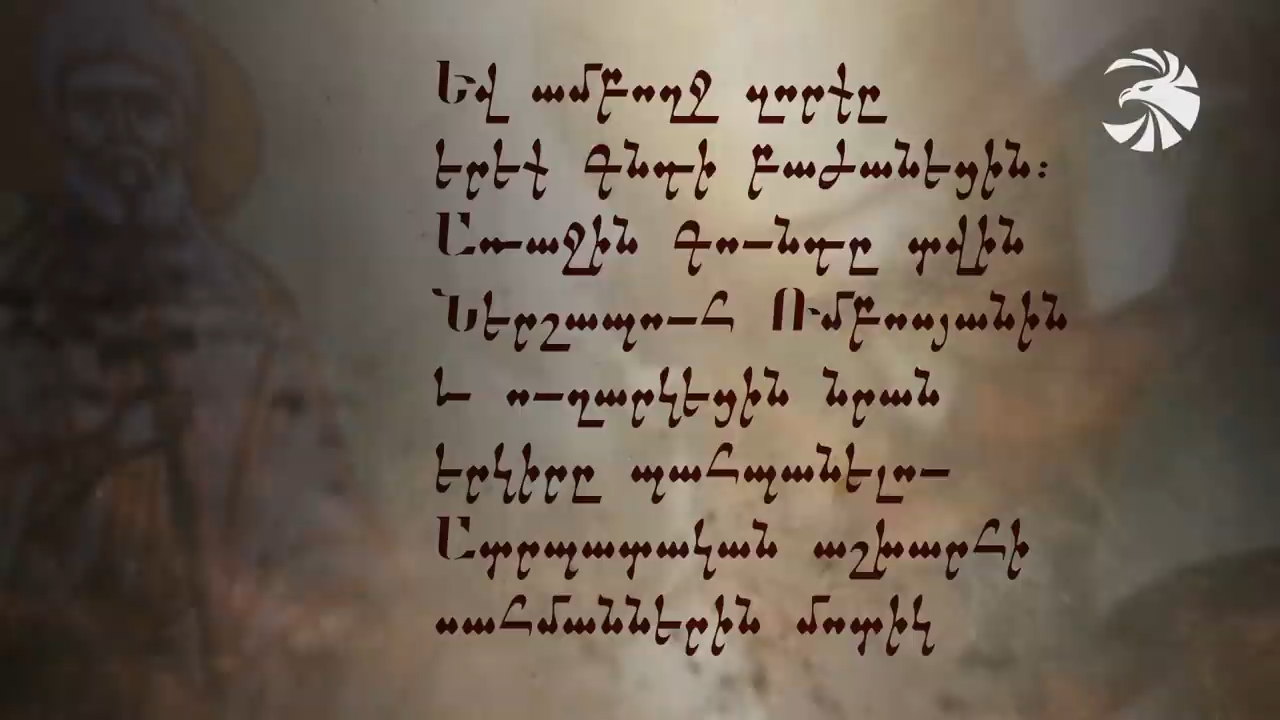 Եվ ամբողջ զորքը
երեք գնդի բաժանեցին։
Առաջին գունդը տվին
Ներշապուհ Ռմբոսյանին
և ուղարկեցին նրան
երկիրը պահպանելու
Ատրպատական աշխարհի
սահմանների​ն մոտիկ